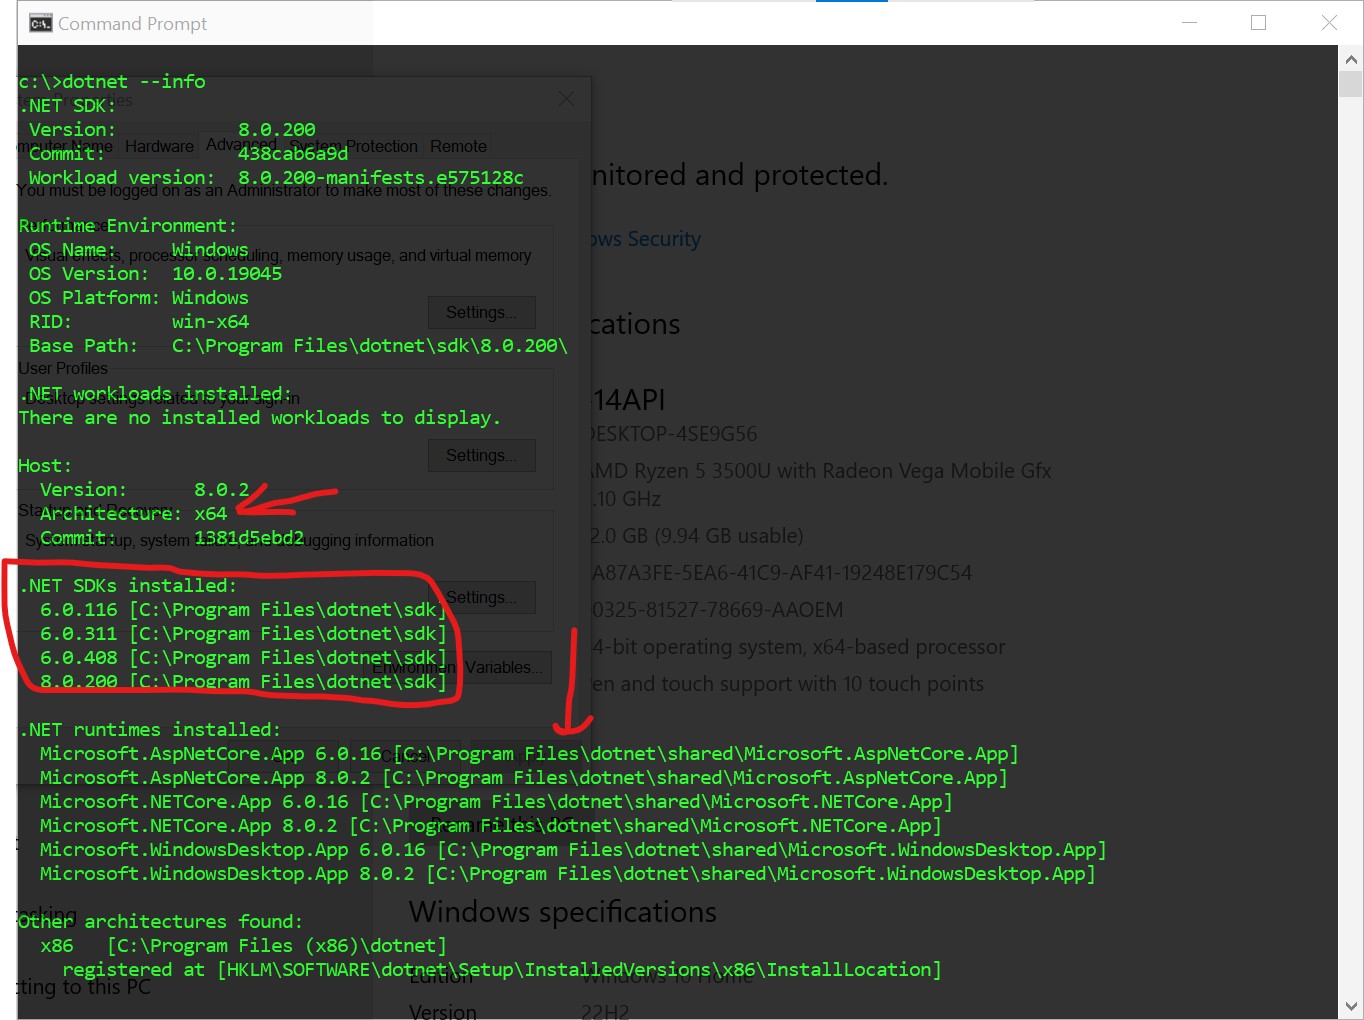 Command Prompt
c:\>dotnet --info
.NET SDK:
Version: 8.0.200
Commit: 438cab6a9d
Workload version: 8.0.200-manifests.e575128c
Runtime Environment:
OS Name: Windows
OS Version: 10.0.19045
OS Platform: Windows
RID: win-x64
Base Path: C:\Program Files\dotnet\sdk\8.0.200\
.NET workloads installed:
There are no installed workloads to display.
Host:
Version: 8.0.2
Architecture: x64
Commit: 1381d5ebd2
.NET SDKs installed:
6.0.116 [C:\Program Files\dotnet\sdk]
6.0.311 [C:\Program Files\dotnet\sdk]
6.0.408 [C:\Program Files\dotnet\sdk]
8.0.200 [C:\Program Files\dotnet\sdk]
.NET runtimes installed:
Microsoft.AspNetCore.App 6.0.16 [C:\Program Files\dotnet\shared\Microsoft.AspNetCore.App]
Microsoft.AspNetCore.App 8.0.2 [C:\Program Files\dotnet\shared\Microsoft.AspNetCore.App]
Microsoft.NETCore.App 6.0.16 [C:\Program Files\dotnet\shared\Microsoft.NETCore.App]
Microsoft.NETCore.App 8.0.2 [C:\Program Files\dotnet\shared\Microsoft.NETCore.App]
Microsoft.WindowsDesktop.App 6.0.16 [C:\Program Files\dotnet\shared\Microsoft.WindowsDesktop.App]
Microsoft.WindowsDesktop.App 8.0.2 [C:\Program Files\dotnet\shared\Microsoft.WindowsDesktop.App]
Other architectures found:
x86 [C:\Program Files (x86)\dotnet]
registered at [HKLM\SOFTWARE\dotnet\Setup\InstalledVersions\x86\InstallLocation]
Hardware
Advanced
System Protection
Remote
You must be logged on as an Administrator to make most of these changes.
Visual effects, processor scheduling, memory usage, and virtual memory
Settings...
User Profiles
Desktop settings related to your sign-in
Settings...
System startup, system failure, and debugging information
Settings...
Environment Variables...
Cancel
nitored and protected.
ows Security
cations
14API
DESKTOP-4SE9G56
AMD Ryzen 5 3500U with Radeon Vega Mobile Gfx
.10 GHz
2.0 GB (9.94 GB usable)
A87A3FE-5EA6-41C9-AF41-19248E179C54
0325-81527-78669-AAOEM
4-bit operating system, x64-based processor
en and touch support with 10 touch points
Rename this PC
Windows specifications
Edition Windows 10 Home
Version 22H2
cting to this PC